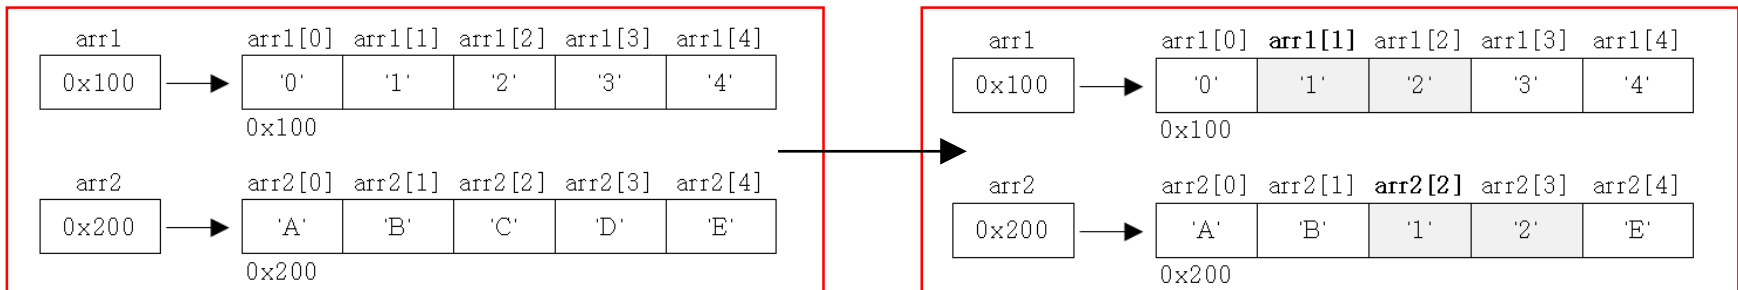 arr1 arr1[0] arr1[1] arr1[2] arr1[3] arr1[4]
0x100 '0' '1' '2' '3' '4'
0x100
arr2 arr2[0] arr2[1] arr2[2] arr2[3] arr2[4]
0x200 'A' 'B' 'C' 'D' 'E'
0x200
arr1 arr1[0] arr1[1] arr1[2] arr1[3] arr1[4]
0x100 '0' '1' '2' '3' '4'
0x100
arr2 arr2[0] arr2[1] arr2[2] arr2[3] arr2[4]
0x200 'A' 'B' '1' '2' 'E'
0x200